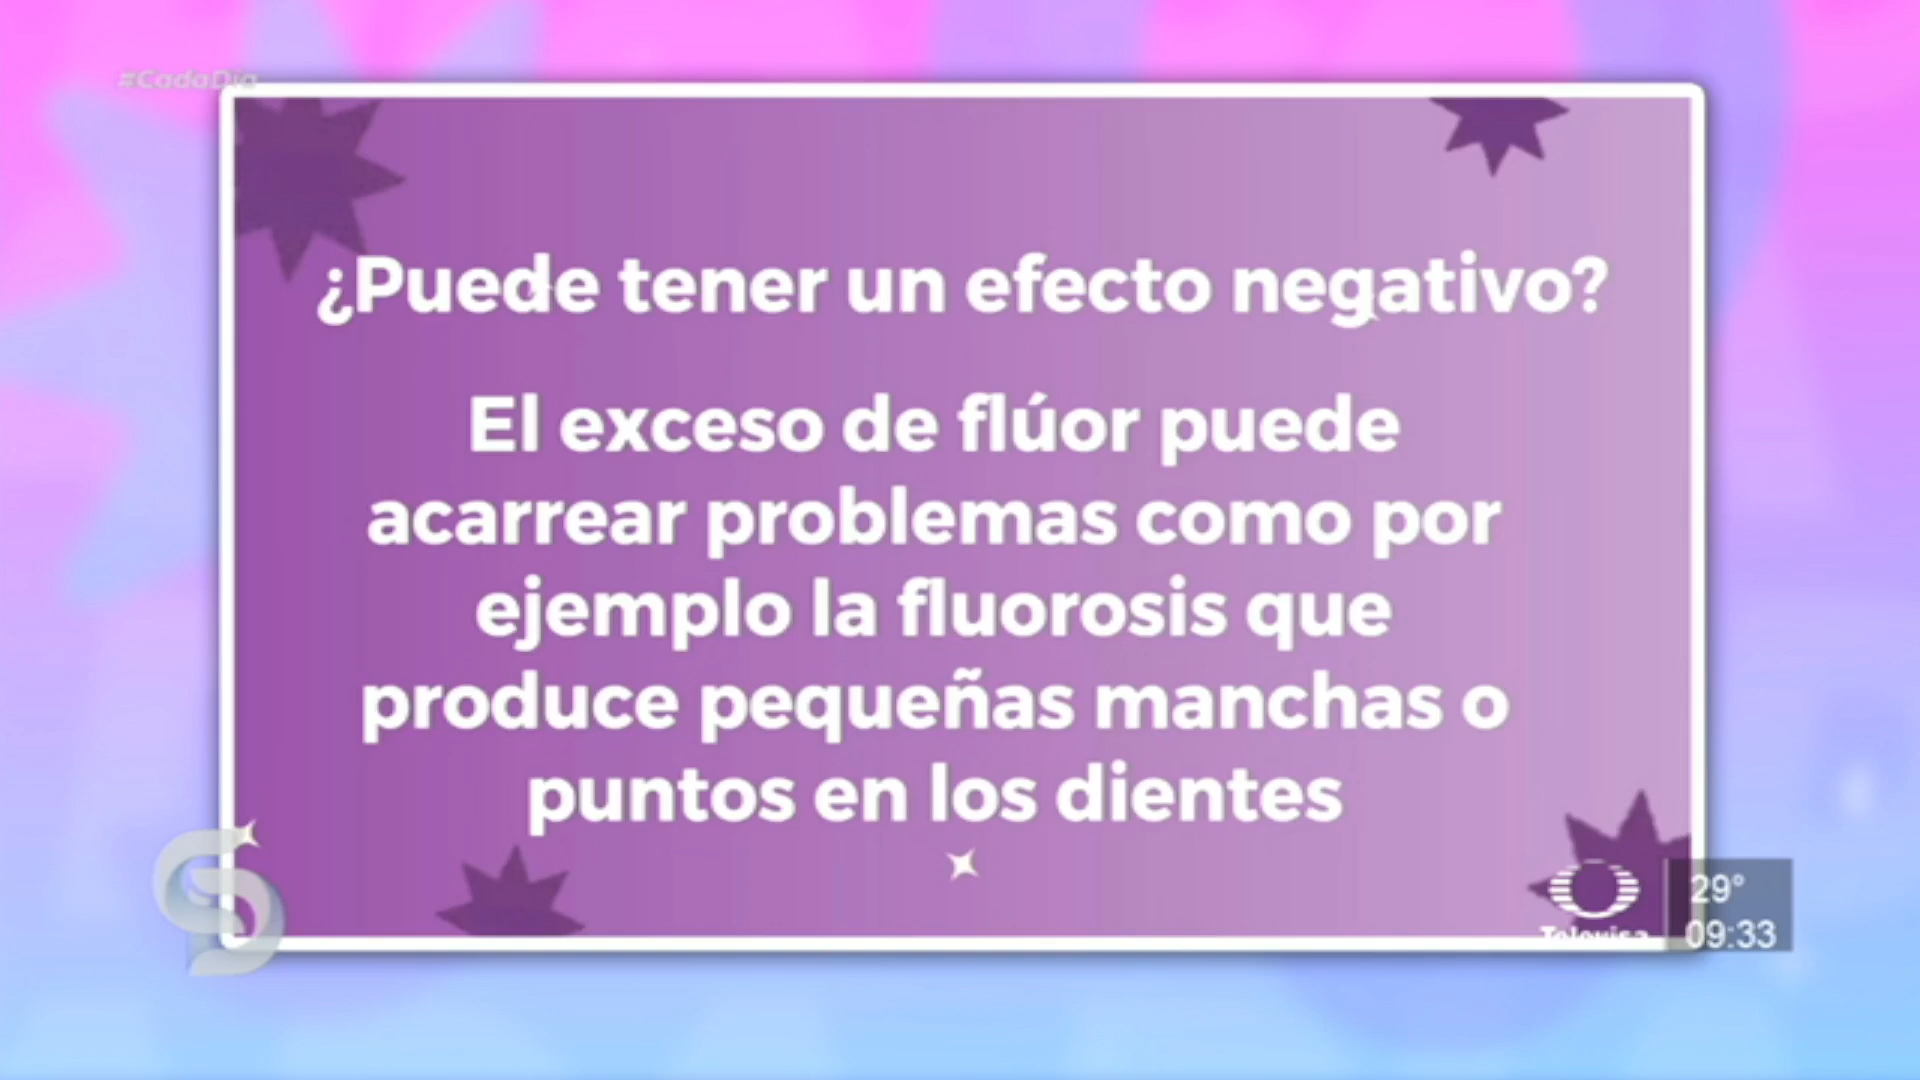 #CadaDía
¿Puede tener un efecto negativo?
El exceso de flúor puede
acarrear problemas como por
ejemplo la fluorosis que
produce pequeñas manchas o
puntos en los dientes
Televisa
29°
09:33